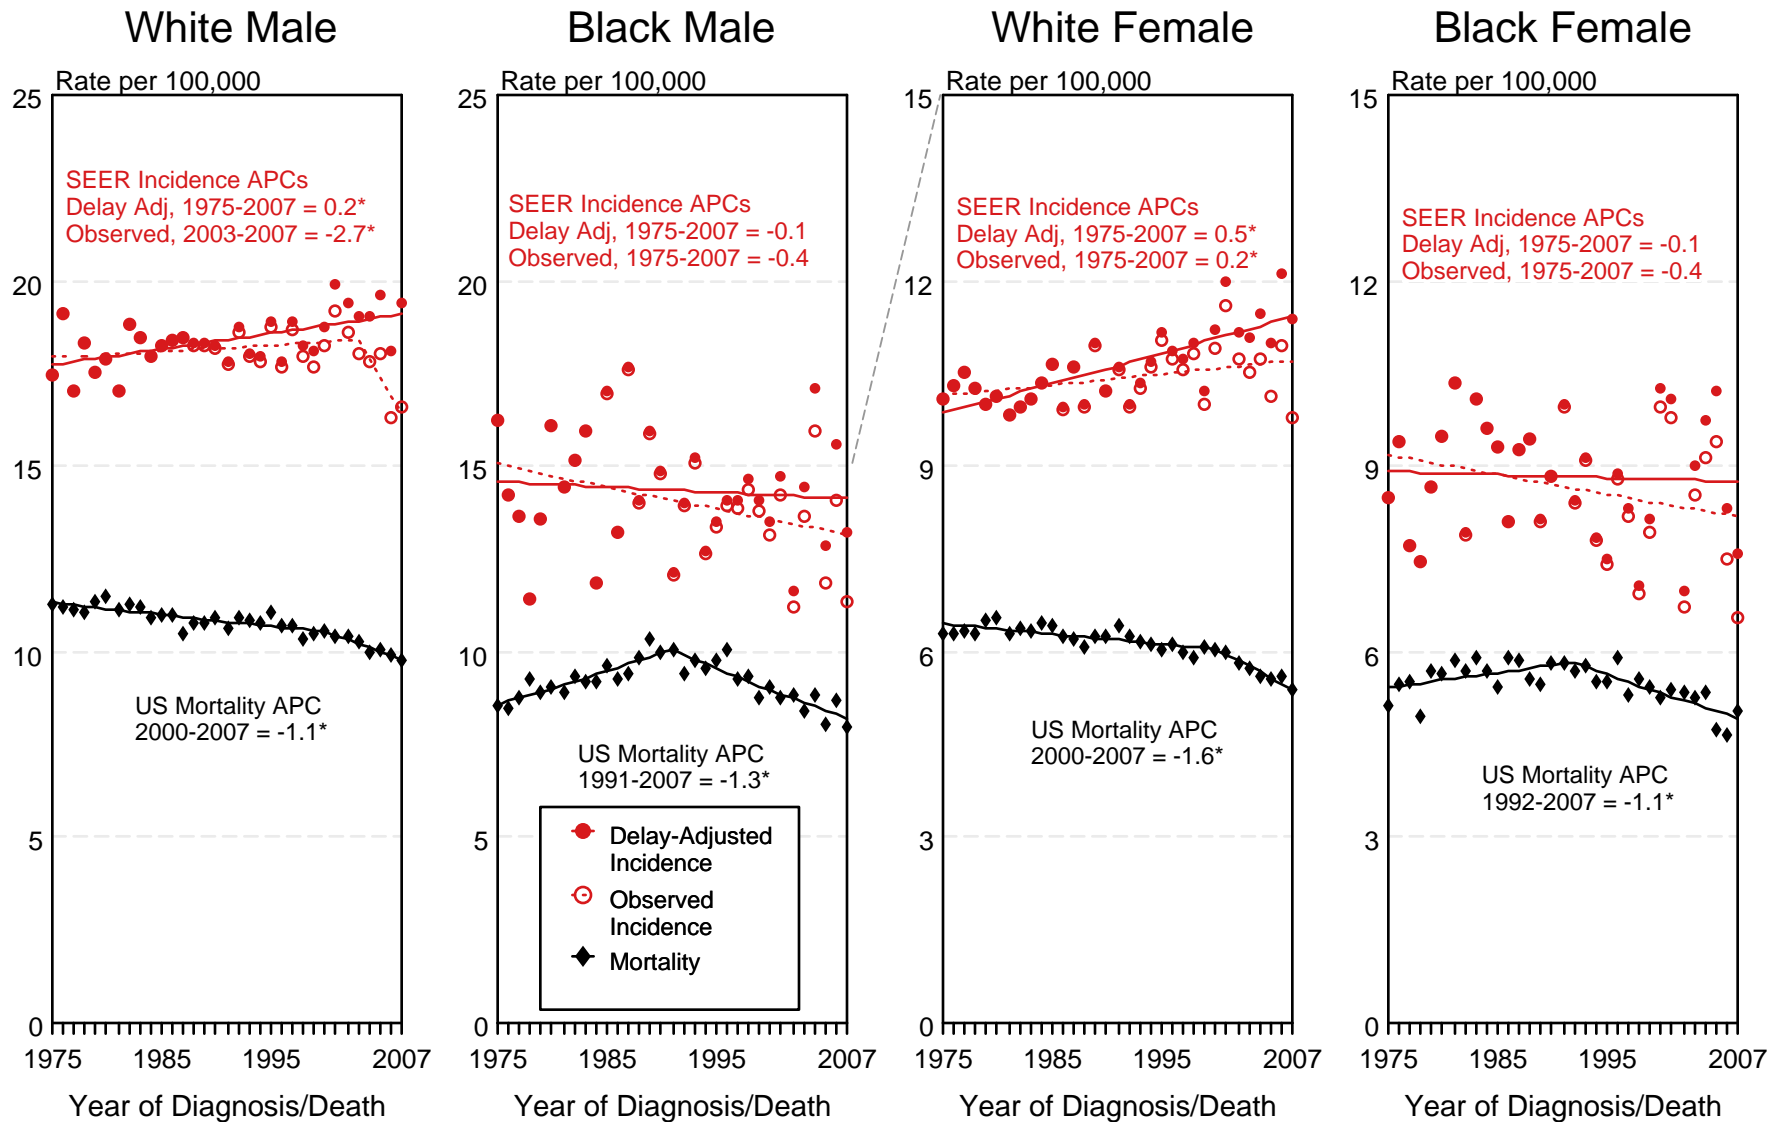 White Male
Black Male
White Female
Black Female
Rate per 100,000
Rate per 100,000
Rate per 100,000
Rate per 100,000
25
20
15
10
5
0
SEER Incidence APCs
Delay Adj, 1975-2007 = 0.2*
Observed, 2003-2007 = -2.7*
US Mortality APC
2000-2007 = -1.1*
1975
1985
1995
2007
Year of Diagnosis/Death
25
20
15
10
5
0
SEER Incidence APCs
Delay Adj, 1975-2007 = -0.1
Observed, 1975-2007 = -0.4
US Mortality APC
1991-2007 = -1.3*
Delay-Adjusted
Incidence
Observed
Incidence
Mortality
1975
1985
1995
2007
Year of Diagnosis/Death
15
12
9
6
3
0
SEER Incidence APCs
Delay Adj, 1975-2007 = 0.5*
Observed, 1975-2007 = 0.2*
US Mortality APC
2000-2007 = -1.6*
1975
1985
1995
2007
Year of Diagnosis/Death
15
12
9
6
3
0
SEER Incidence APCs
Delay Adj, 1975-2007 = -0.1
Observed, 1975-2007 = -0.4
US Mortality APC
1992-2007 = -1.1*
1975
1985
1995
2007
Year of Diagnosis/Death